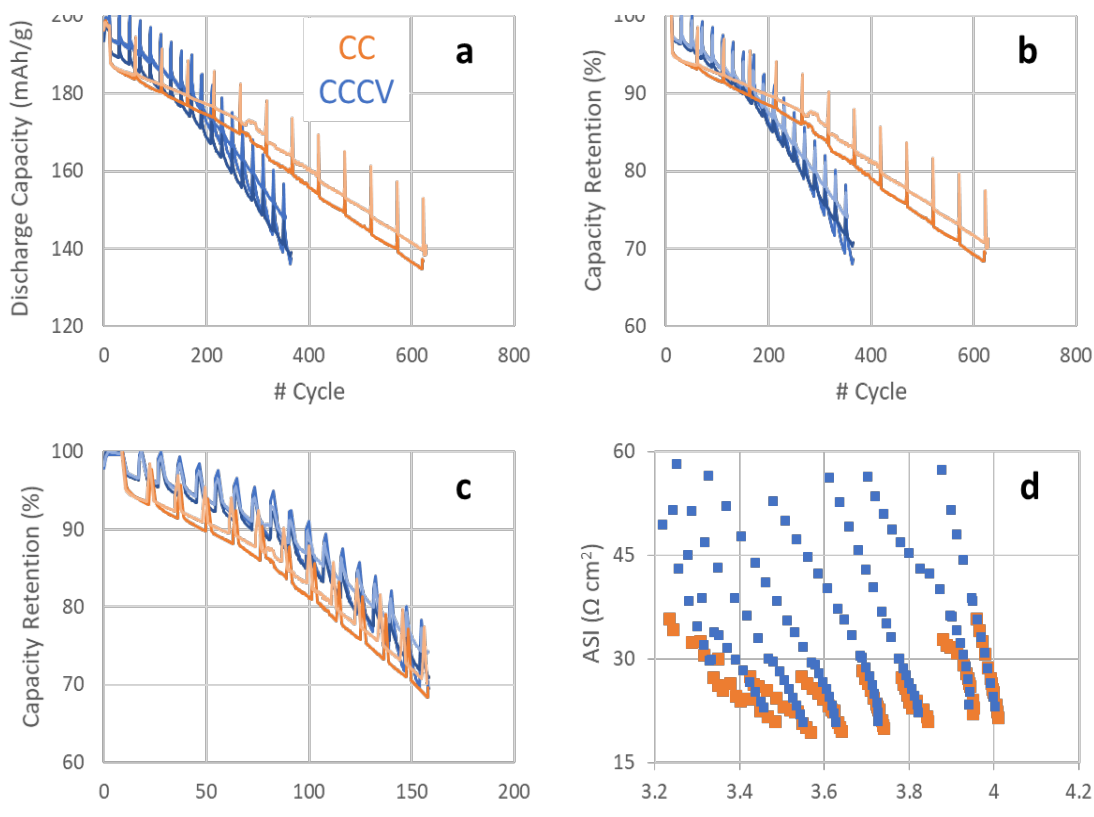 200
180
160
140
120
Discharge Capacity (mAh/g)
CC
CCCV
a
0 200 400 600 800
# Cycle
100
90
80
70
60
Capacity Retention (%)
b
0 200 400 600 800
# Cycle
100
90
80
70
60
Capacity Retention (%)
c
0 50 100 150 200
60
45
30
15
ASI (Ω cm²)
d
3.2 3.4 3.6 3.8 4 4.2